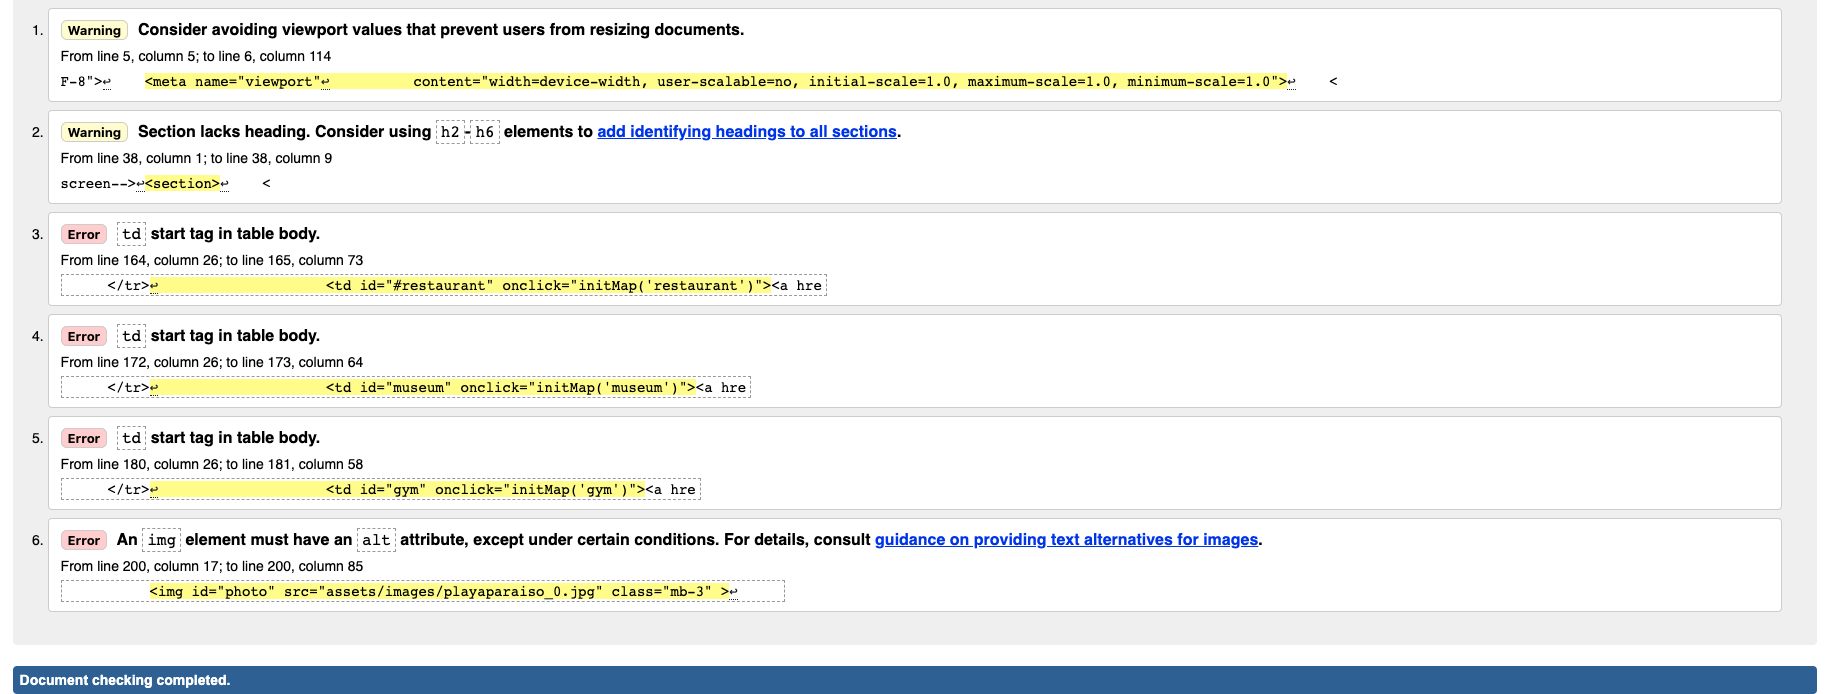 1. Warning Consider avoiding viewport values that prevent users from resizing documents.
From line 5, column 5; to line 6, column 114
F-8">↩    <meta name="viewport"↩          content="width=device-width, user-scalable=no, initial-scale=1.0, maximum-scale=1.0, minimum-scale=1.0">↩    <
2. Warning Section lacks heading. Consider using h2-h6 elements to add identifying headings to all sections.
From line 38, column 1; to line 38, column 9
screen-->↩<section>↩    <
3. Error td start tag in table body.
From line 164, column 26; to line 165, column 73
</tr>↩                    <td id="#restaurant" onclick="initMap('restaurant')"><a hre
4. Error td start tag in table body.
From line 172, column 26; to line 173, column 64
</tr>↩                    <td id="museum" onclick="initMap('museum')"><a hre
5. Error td start tag in table body.
From line 180, column 26; to line 181, column 58
</tr>↩                    <td id="gym" onclick="initMap('gym')"><a hre
6. Error An img element must have an alt attribute, except under certain conditions. For details, consult guidance on providing text alternatives for images.
From line 200, column 17; to line 200, column 85
<img id="photo" src="assets/images/playaparaiso_0.jpg" class="mb-3" >↩
Document checking completed.